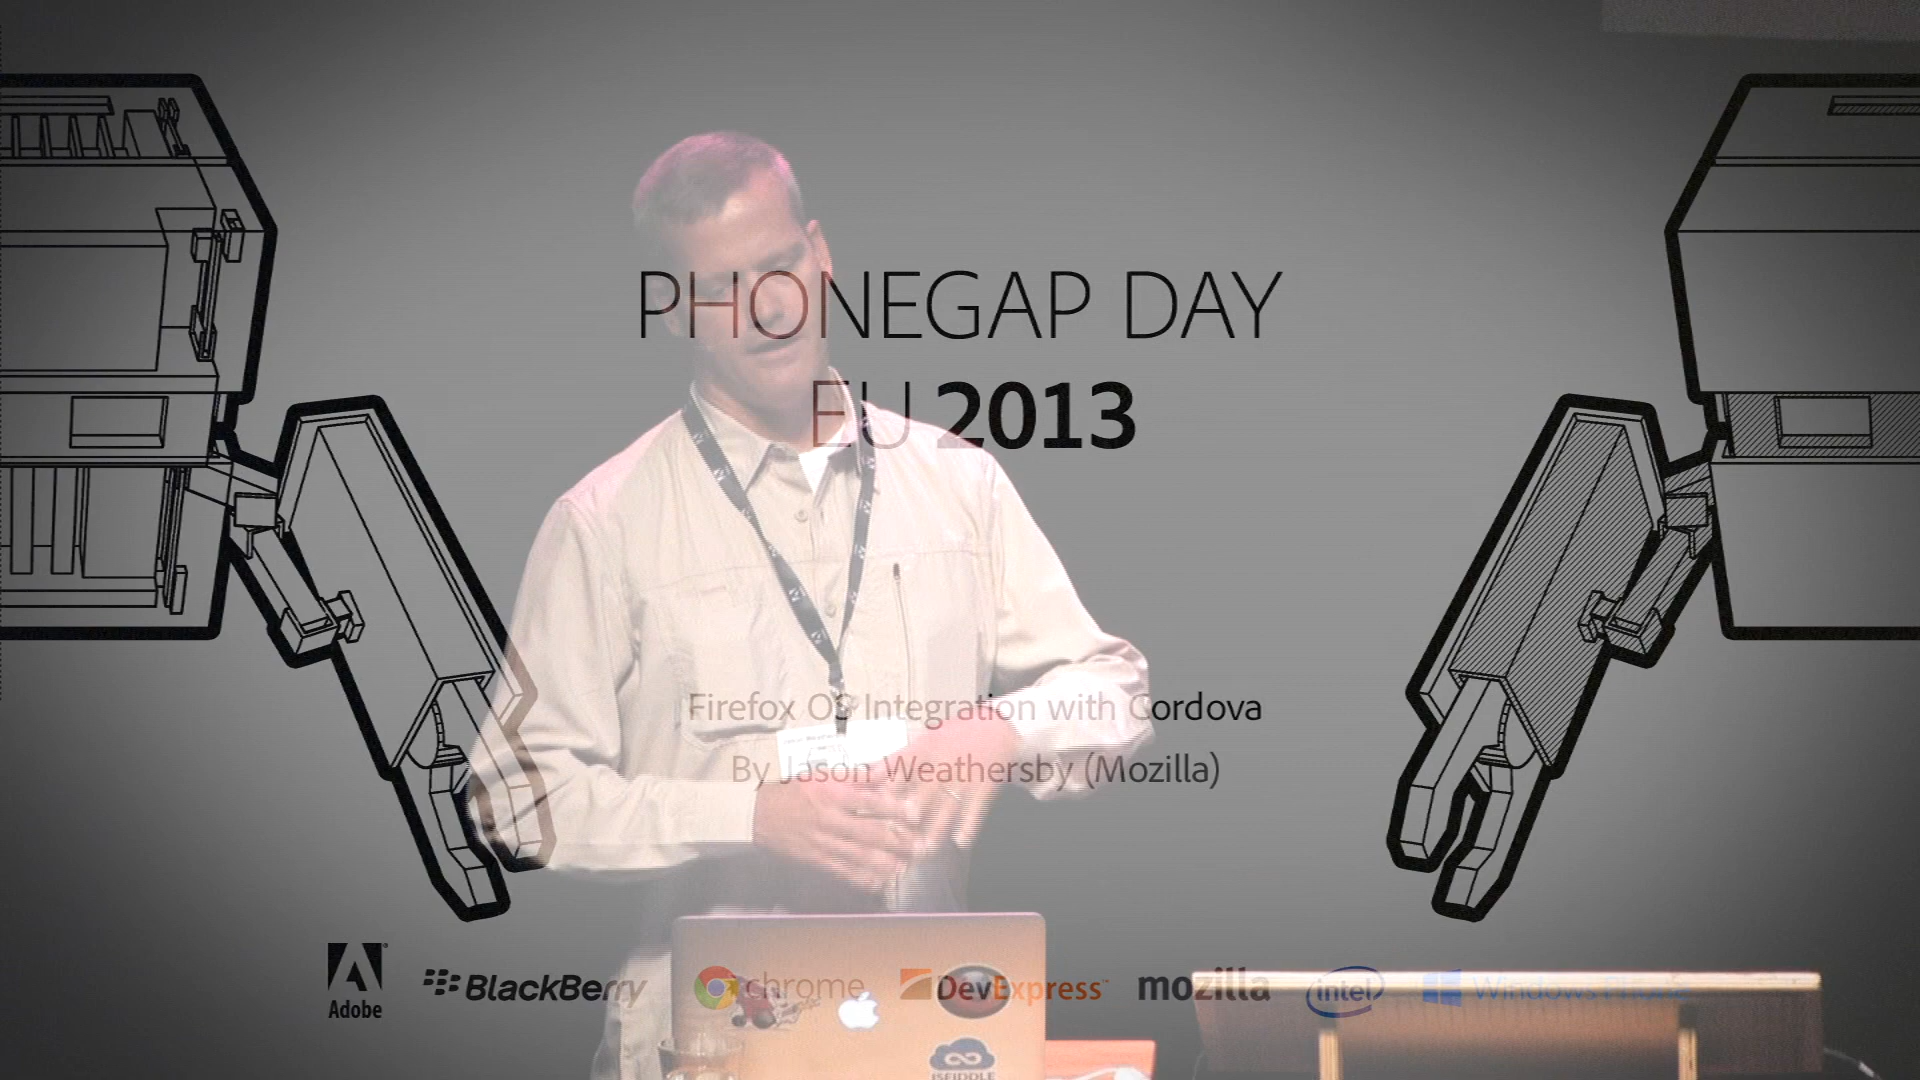 PHONEGAP DAY
EU 2013
Firefox OS Integration with Cordova
By Jason Weathersby (Mozilla)
Adobe
BlackBerry
chrome
DevExpress
mozilla
intel
Windows Phone
JSFIDDLE